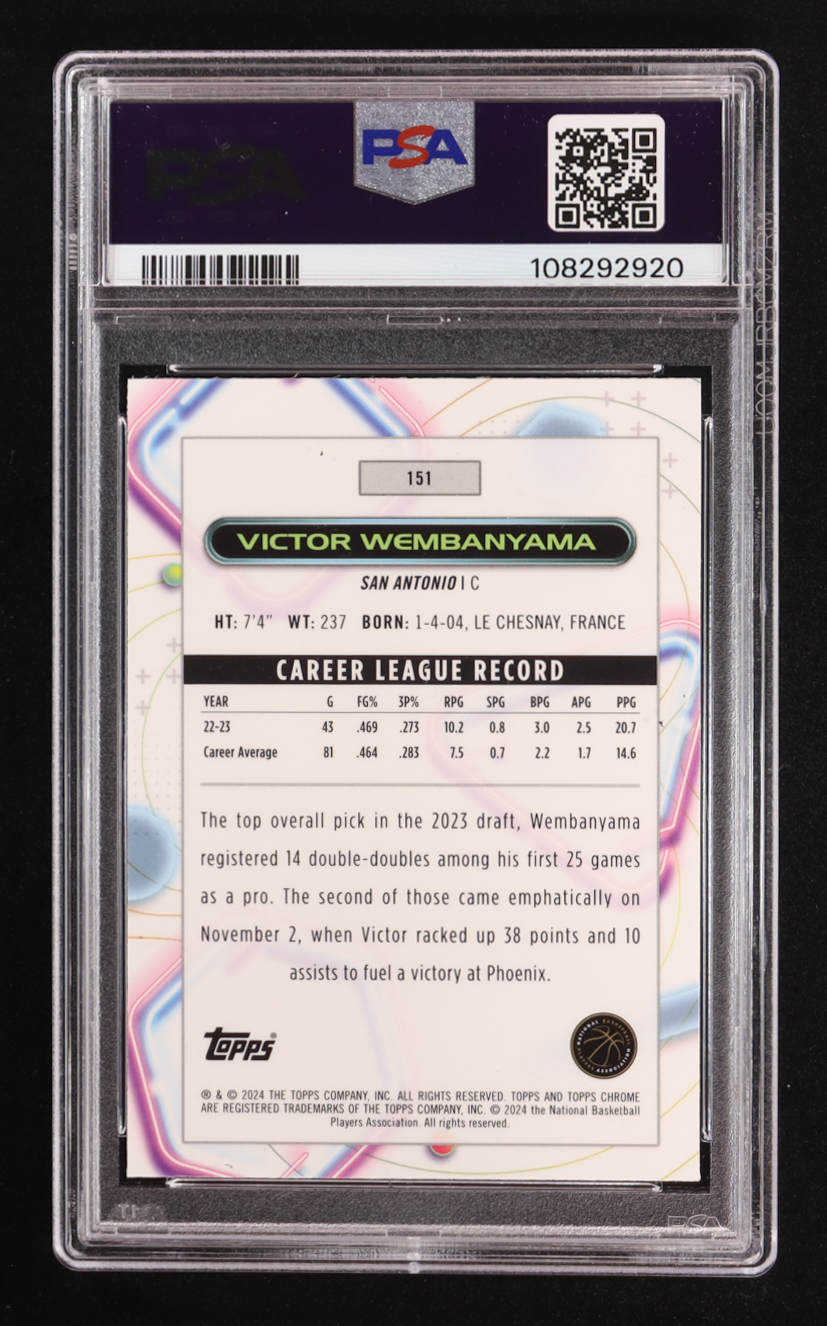 PSA
PSA
108292920
151
VICTOR WEMBANYAMA
SAN ANTONIO | C
HT: 7'4" WT: 237 BORN: 1-4-04, LE CHESNAY, FRANCE
CAREER LEAGUE RECORD
YEAR G FG% 3P% RPG SPG BPG APG PPG
22-23 43 .469 .273 10.2 0.8 3.0 2.5 20.7
Career Average 81 .464 .283 7.5 0.7 2.2 1.7 14.6
The top overall pick in the 2023 draft, Wembanyama
registered 14 double-doubles among his first 25 games
as a pro. The second of those came emphatically on
November 2, when Victor racked up 38 points and 10
assists to fuel a victory at Phoenix.
Topps®
NATIONAL BASKETBALL PLAYERS ASSOCIATION
® & © 2024 THE TOPPS COMPANY, INC. ALL RIGHTS RESERVED. TOPPS AND TOPPS CHROME
ARE REGISTERED TRADEMARKS OF THE TOPPS COMPANY, INC. © 2024 the National Basketball
Players Association. All rights reserved.
PSA